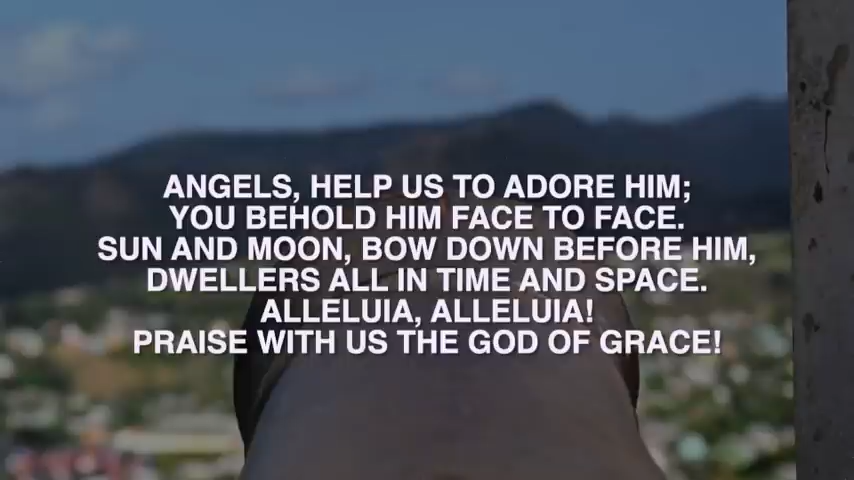 ANGELS, HELP US TO ADORE HIM;
YOU BEHOLD HIM FACE TO FACE.
SUN AND MOON, BOW DOWN BEFORE HIM,
DWELLERS ALL IN TIME AND SPACE.
ALLELUIA, ALLELUIA!
PRAISE WITH US THE GOD OF GRACE!